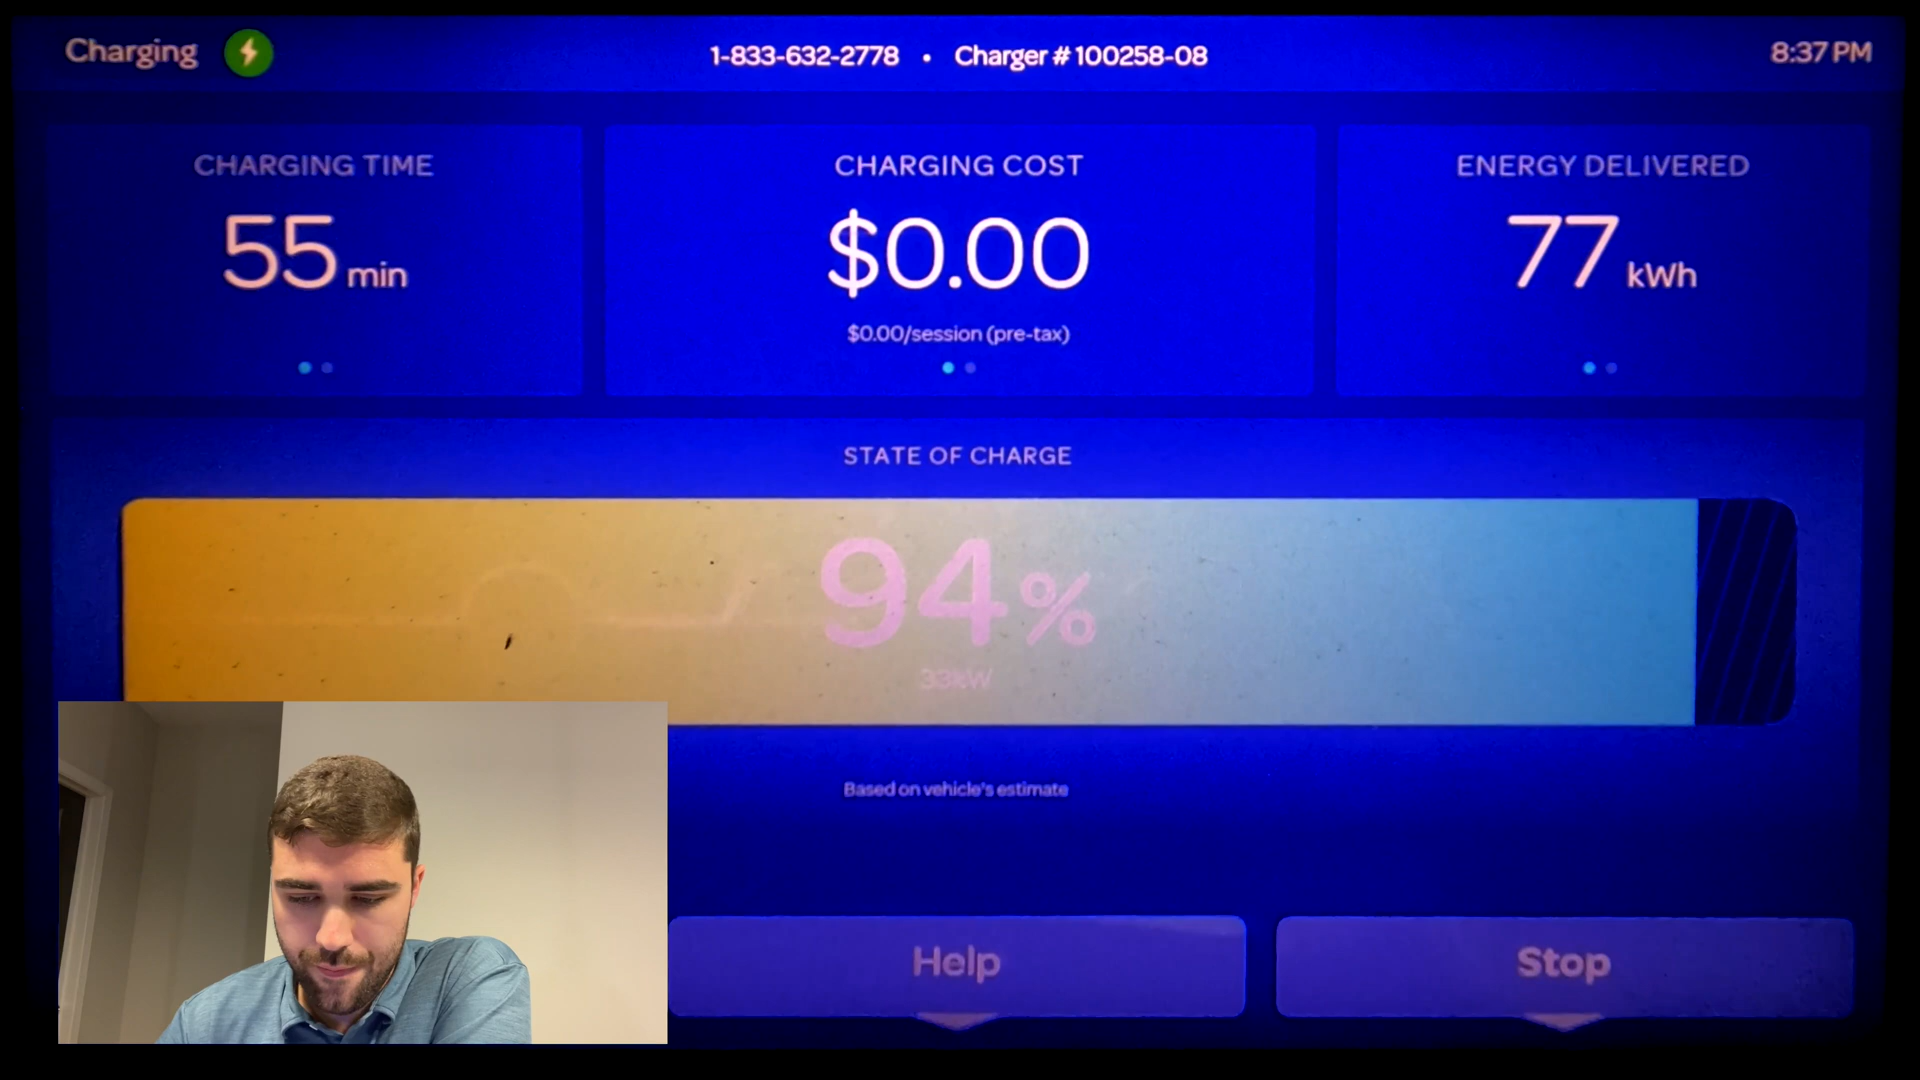 Charging
1-833-632-2778 • Charger # 100258-08
8:37 PM
CHARGING TIME
55 min
CHARGING COST
$0.00
$0.00/session (pre-tax)
ENERGY DELIVERED
77 kWh
STATE OF CHARGE
94%
33kW
Based on vehicle's estimate
Help
Stop